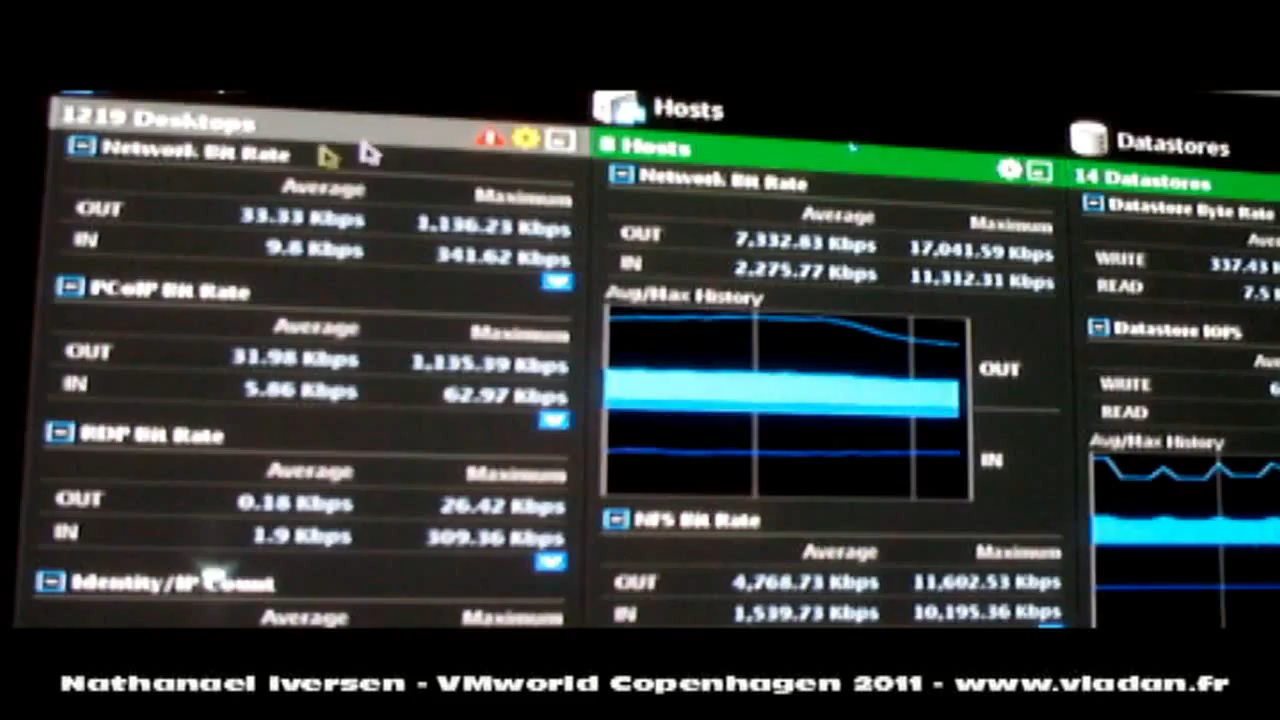 1219 Desktops
Network Bit Rate
Average Maximum
OUT 33.33 Kbps 1,136.23 Kbps
IN 9.8 Kbps 341.62 Kbps
PCoIP Bit Rate
Average Maximum
OUT 31.98 Kbps 1,135.39 Kbps
IN 5.86 Kbps 62.97 Kbps
RDP Bit Rate
Average Maximum
OUT 0.18 Kbps 26.42 Kbps
IN 1.9 Kbps 309.36 Kbps
Identity/IP Count
Average Maximum
Hosts
8 Hosts
Network Bit Rate
Average Maximum
OUT 7,332.83 Kbps 17,041.59 Kbps
IN 2,275.77 Kbps 11,312.31 Kbps
Avg/Max History
OUT
IN
NFS Bit Rate
Average Maximum
OUT 4,768.73 Kbps 11,602.53 Kbps
IN 1,539.73 Kbps 10,195.36 Kbps
Datastores
14 Datastores
Datastore Byte Rate
WRITE 337.43
READ 7.5
Datastore IOPS
WRITE
READ
Avg/Max History
Nathanael Iversen - VMworld Copenhagen 2011 - www.vladan.fr